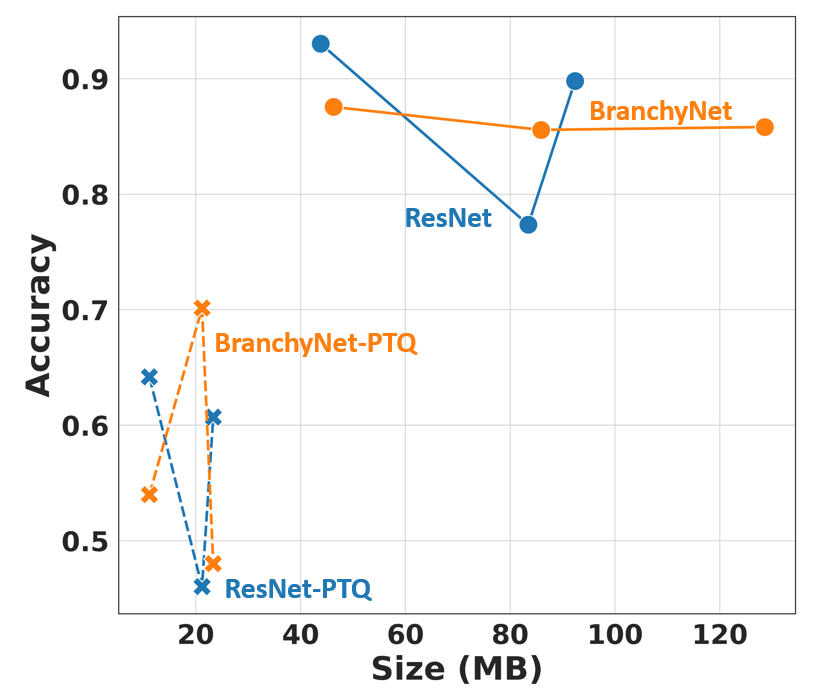 0.9
0.8
0.7
0.6
0.5
Accuracy
BranchyNet
ResNet
BranchyNet-PTQ
ResNet-PTQ
20 40 60 80 100 120
Size (MB)